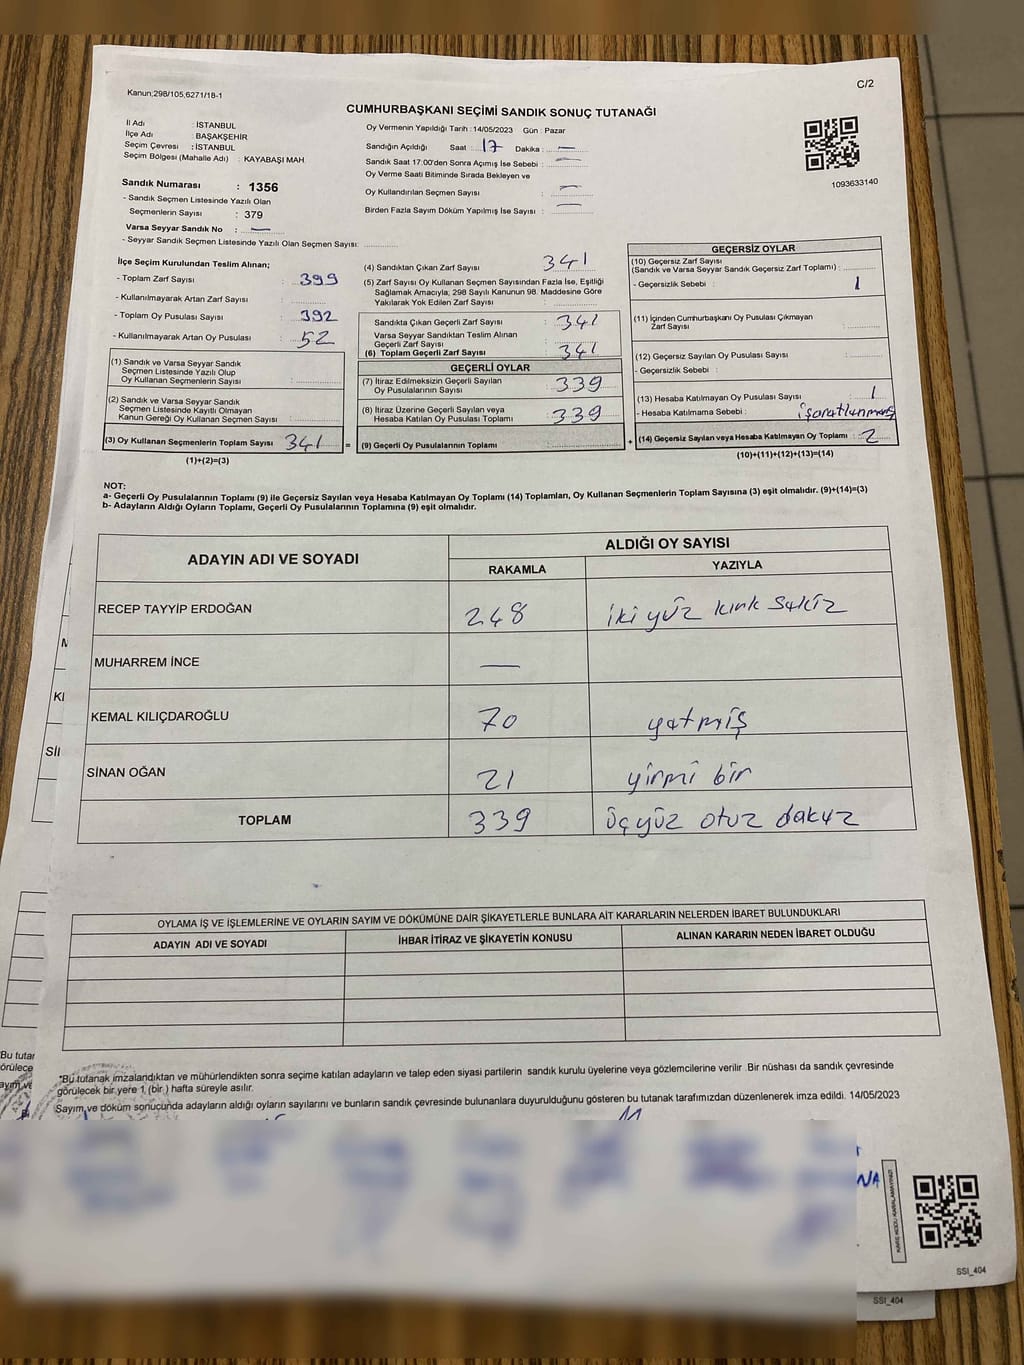 Kanun;298/105,6271/18-1
C/2
CUMHURBAŞKANI SEÇİMİ SANDIK SONUÇ TUTANAĞI
İl Adı : İSTANBUL
İlçe Adı : BAŞAKŞEHİR
Seçim Çevresi : İSTANBUL
Seçim Bölgesi (Mahalle Adı) : KAYABAŞI MAH.
Sandık Numarası : 1356
- Sandık Seçmen Listesinde Yazılı Olan
Seçmenlerin Sayısı : 379
Varsa Seyyar Sandık No : —
- Seyyar Sandık Seçmen Listesinde Yazılı Olan Seçmen Sayısı:
Oy Vermenin Yapıldığı Tarih : 14/05/2023 Gün : Pazar
Sandığın Açıldığı Saat : 17 Dakika : —
Sandık Saat 17:00'den Sonra Açımış İse Sebebi : —
Oy Verme Saati Bitiminde Sırada Bekleyen ve
Oy Kullandırılan Seçmen Sayısı : —
Birden Fazla Sayım Döküm Yapılmış İse Sayısı : —
1093633140
İlçe Seçim Kurulundan Teslim Alınan;
- Toplam Zarf Sayısı : 399
- Kullanılmayarak Artan Zarf Sayısı :
- Toplam Oy Pusulası Sayısı : 392
- Kullanılmayarak Artan Oy Pusulası : 52
(1) Sandık ve Varsa Seyyar Sandık
Seçmen Listesinde Yazılı Olup
Oy Kullanan Seçmenlerin Sayısı :
(2) Sandık ve Varsa Seyyar Sandık
Seçmen Listesinde Kayıtlı Olmayan
Kanun Gereği Oy Kullanan Seçmen Sayısı :
(3) Oy Kullanan Seçmenlerin Toplam Sayısı 341 =
(1)+(2)=(3)
(4) Sandıktan Çıkan Zarf Sayısı : 341
(5) Zarf Sayısı Oy Kullanan Seçmen Sayısından Fazla İse, Eşitliği
Sağlamak Amacıyla, 298 Sayılı Kanunun 98. Maddesine Göre
Yakılarak Yok Edilen Zarf Sayısı :
Sandıkta Çıkan Geçerli Zarf Sayısı : 341
Varsa Seyyar Sandıktan Teslim Alınan
Geçerli Zarf Sayısı :
(6) Toplam Geçerli Zarf Sayısı : 341
GEÇERLİ OYLAR
(7) İtiraz Edilmeksizin Geçerli Sayılan
Oy Pusulalarının Sayısı : 339
(8) İtiraz Üzerine Geçerli Sayılan veya
Hesaba Katılan Oy Pusulası Toplamı : 339
(9) Geçerli Oy Pusulalarının Toplamı : +
GEÇERSİZ OYLAR
(10) Geçersiz Zarf Sayısı
(Sandık ve Varsa Seyyar Sandık Geçersiz Zarf Toplamı) :
- Geçersizlik Sebebi : 1
(11) İçinden Cumhurbaşkanı Oy Pusulası Çıkmayan
Zarf Sayısı :
(12) Geçersiz Sayılan Oy Pusulası Sayısı :
- Geçersizlik Sebebi :
(13) Hesaba Katılmayan Oy Pusulası Sayısı : 1
- Hesaba Katılmama Sebebi : işaratlanmamış
(14) Geçersiz Sayılan veya Hesaba Katılmayan Oy Toplamı : 2
(10)+(11)+(12)+(13)=(14)
NOT:
a- Geçerli Oy Pusulalarının Toplamı (9) ile Geçersiz Sayılan veya Hesaba Katılmayan Oy Toplamı (14) Toplamları, Oy Kullanan Seçmenlerin Toplam Sayısına (3) eşit olmalıdır. (9)+(14)=(3)
b- Adayların Aldığı Oyların Toplamı, Geçerli Oy Pusulalarının Toplamına (9) eşit olmalıdır.
ADAYIN ADI VE SOYADI ALDIĞI OY SAYISI
RAKAMLA YAZIYLA
RECEP TAYYİP ERDOĞAN 248 iki yüz kırk sekiz
MUHARREM İNCE —
KEMAL KILIÇDAROĞLU 70 yatmiş
SİNAN OĞAN 21 yirmi bir
TOPLAM 339 üçyüz otuz dakuz
OYLAMA İŞ VE İŞLEMLERİNE VE OYLARIN SAYIM VE DÖKÜMÜNE DAİR ŞİKAYETLERLE BUNLARA AİT KARARLARIN NELERDEN İBARET BULUNDUKLARI
ADAYIN ADI VE SOYADI İHBAR İTİRAZ VE ŞİKAYETİN KONUSU ALINAN KARARIN NEDEN İBARET OLDUĞU
*Bu tutanak imzalandıktan ve mühürlendikten sonra seçime katılan adayların ve talep eden siyasi partilerin sandık kurulu üyelerine veya gözlemcilerine verilir .Bir nüshası da sandık çevresinde
görülecek bir yere 1 (bir ) hafta süreyle asılır.
Sayım ve döküm sonucunda adayların aldığı oyların sayılarını ve bunların sandık çevresinde bulunanlara duyurulduğunu gösteren bu tutanak tarafımızdan düzenlenerek imza edildi. 14/05/2023
SSİ_404
SSİ_404